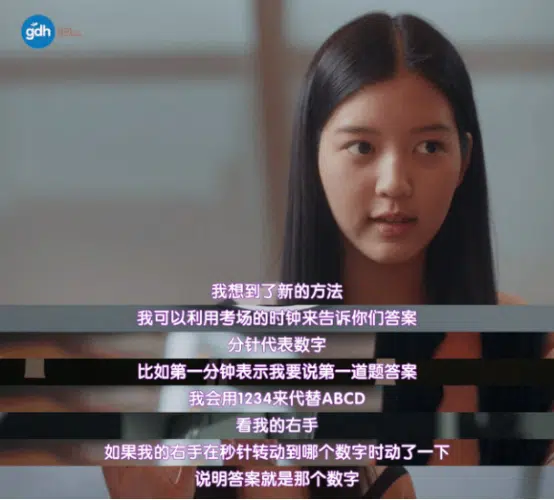 gdh
我想到了新的方法
我可以利用考场的时钟来告诉你们答案
分针代表数字
比如第一分钟表示我要说第一道题答案
我会用1234来代替ABCD
看我的右手
如果我的右手在秒针转动到哪个数字时动了一下
说明答案就是那个数字